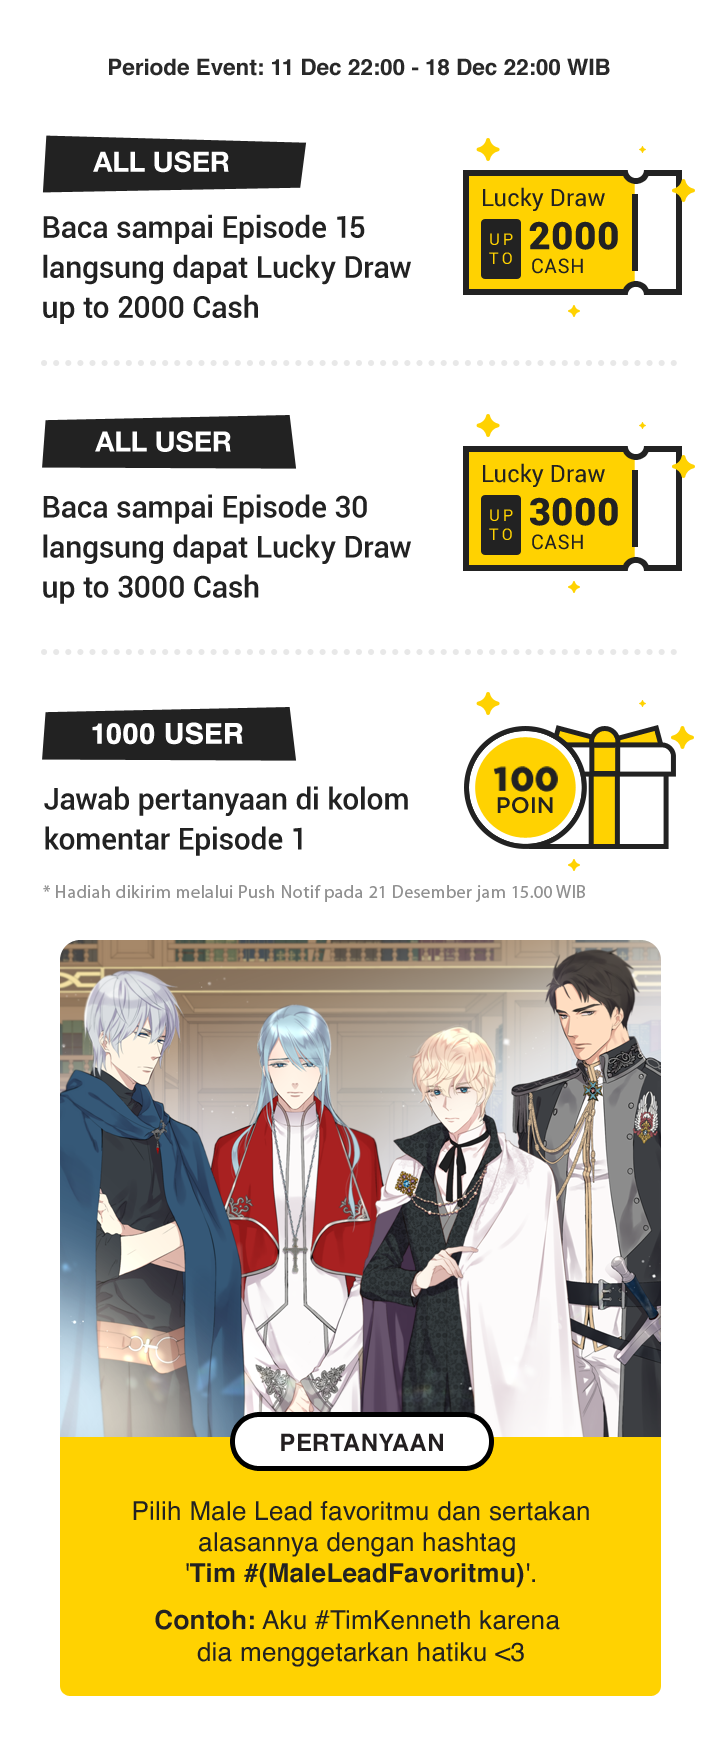 Periode Event: 11 Dec 22:00 - 18 Dec 22:00 WIB
ALL USER
Baca sampai Episode 15
langsung dapat Lucky Draw
up to 2000 Cash
Lucky Draw
UP TO
2000
CASH
ALL USER
Baca sampai Episode 30
langsung dapat Lucky Draw
up to 3000 Cash
Lucky Draw
UP TO
3000
CASH
1000 USER
Jawab pertanyaan di kolom
komentar Episode 1
100
POIN
* Hadiah dikirim melalui Push Notif pada 21 Desember jam 15.00 WIB
PERTANYAAN
Pilih Male Lead favoritmu dan sertakan
alasannya dengan hashtag
'Tim #(MaleLeadFavoritmu)'.
Contoh: Aku #TimKenneth karena
dia menggetarkan hatiku <3